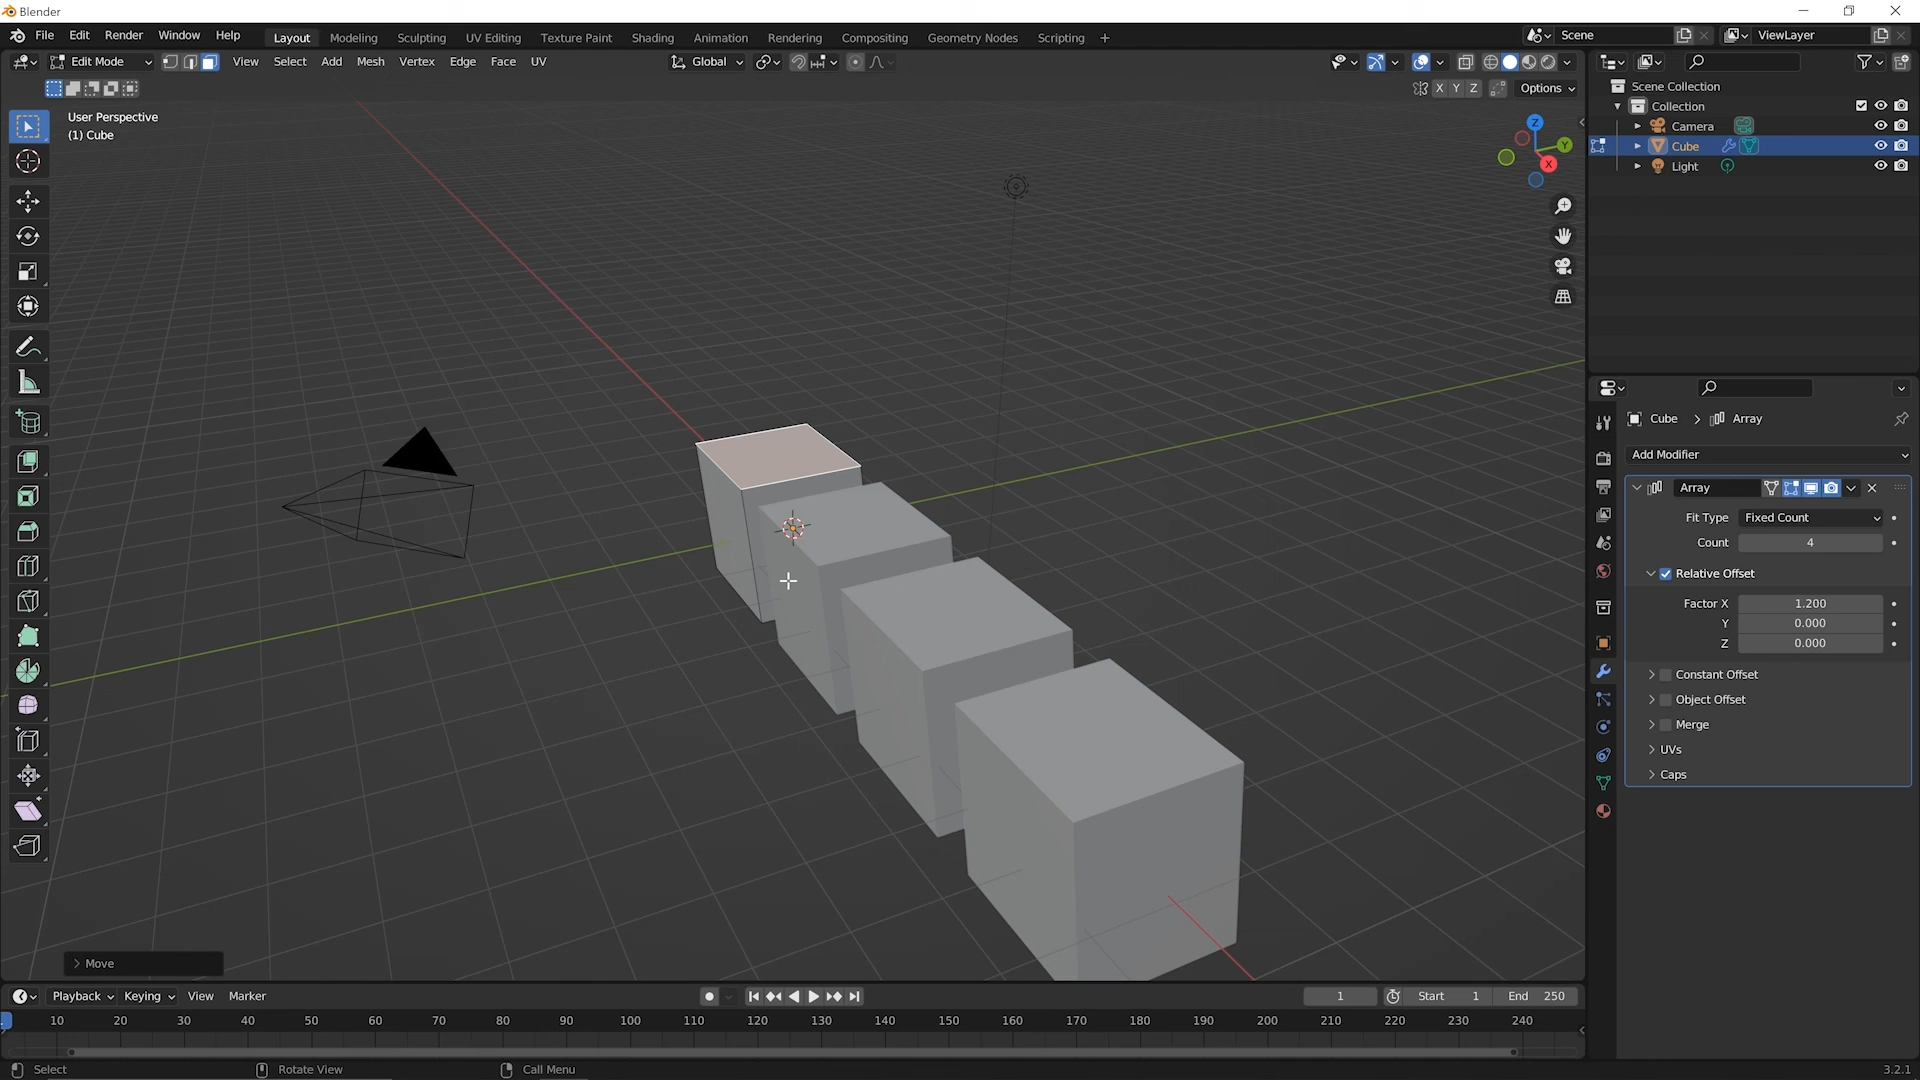 Blender
File Edit Render Window Help Layout Modeling Sculpting UV Editing Texture Paint Shading Animation Rendering Compositing Geometry Nodes Scripting + Scene ViewLayer
Edit Mode View Select Add Mesh Vertex Edge Face UV Global
X Y Z Options
User Perspective
(1) Cube
Z
Y
X
Scene Collection
Collection
Camera
Cube
Light
Cube > Array
Add Modifier
Array
Fit Type Fixed Count
Count 4
Relative Offset
Factor X 1.200
Y 0.000
Z 0.000
Constant Offset
Object Offset
Merge
UVs
Caps
Move
Playback Keying View Marker 1 Start 1 End 250
10 20 30 40 50 60 70 80 90 100 110 120 130 140 150 160 170 180 190 200 210 220 230 240
Select Rotate View Call Menu 3.2.1